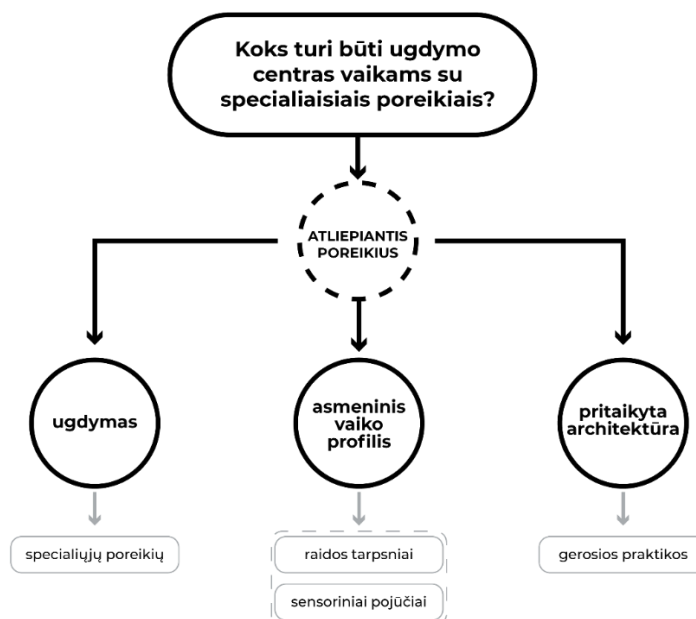 Koks turi būti ugdymo
centras vaikams su
specialiaisiais poreikiais?
ATLIEPIANTIS
POREIKIUS
ugdymas
asmeninis
vaiko
profilis
pritaikyta
architektūra
specialiųjų poreikių
raidos tarpsniai
gerosios praktikos
sensoriniai pojūčiai